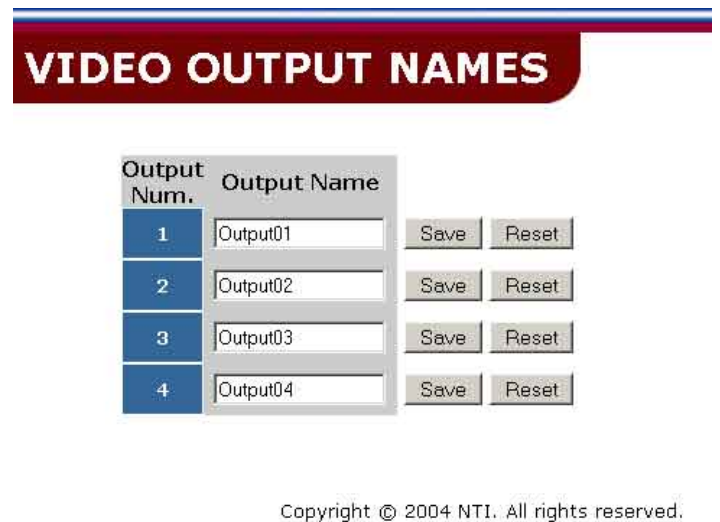 VIDEO OUTPUT NAMES
Output Num. Output Name
1 Output01 Save Reset
2 Output02 Save Reset
3 Output03 Save Reset
4 Output04 Save Reset
Copyright © 2004 NTI. All rights reserved.